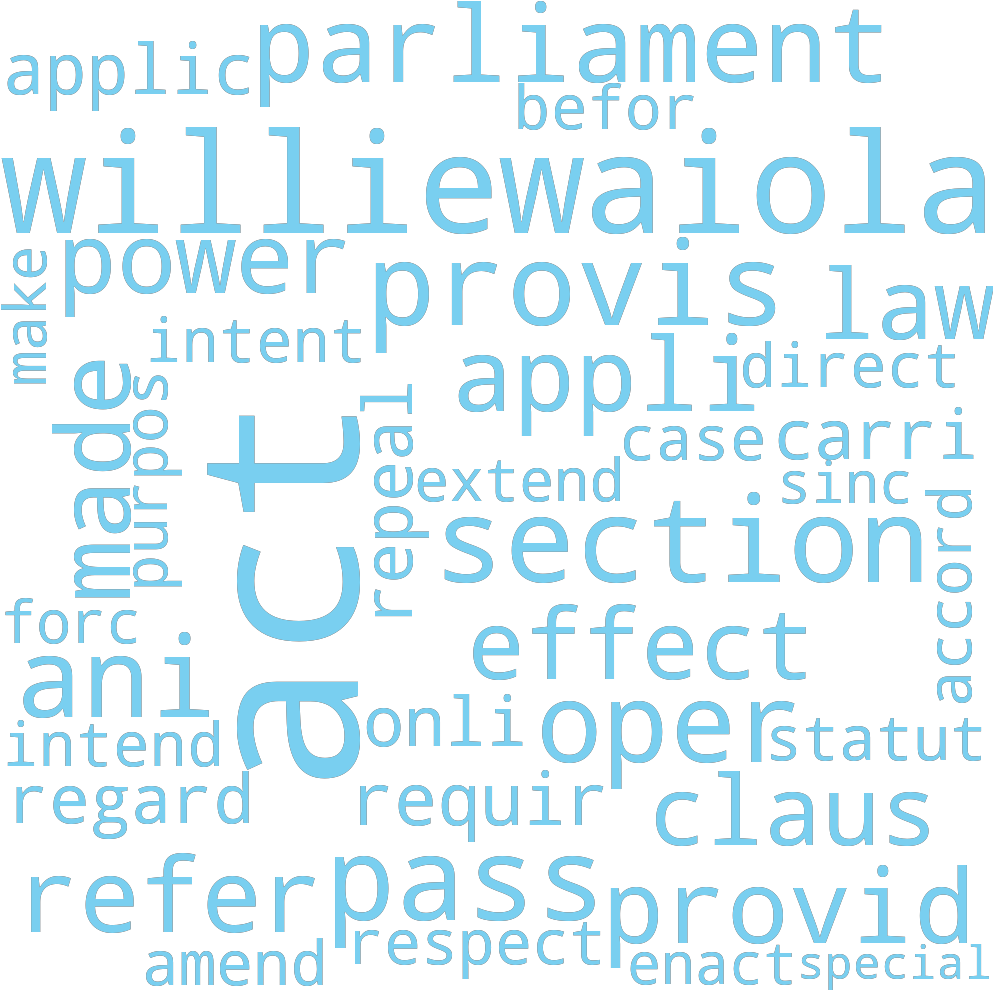 parliament
applic
befor
williewaiola
power
provis
make
law
intent
appli
direct
made
purpos
act
repeal
case
carri
extend
sinc
section
accord
forc
effect
ani
intend
onli
oper
statut
regard
requir
claus
refer
pass
provid
amend
respect
enact
special